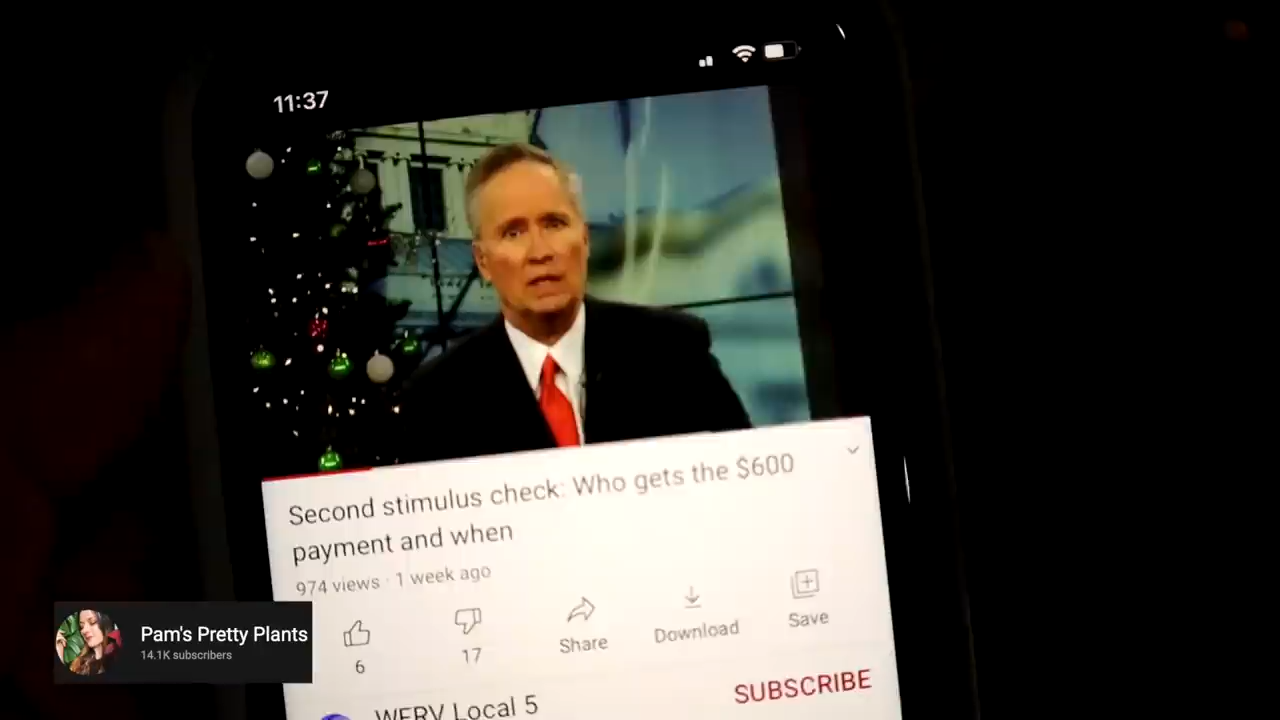 11:37
Second stimulus check: Who gets the $600
payment and when
974 views · 1 week ago
6
17
Share
Download
Save
WFRV Local 5
SUBSCRIBE
Pam's Pretty Plants
14.1K subscribers